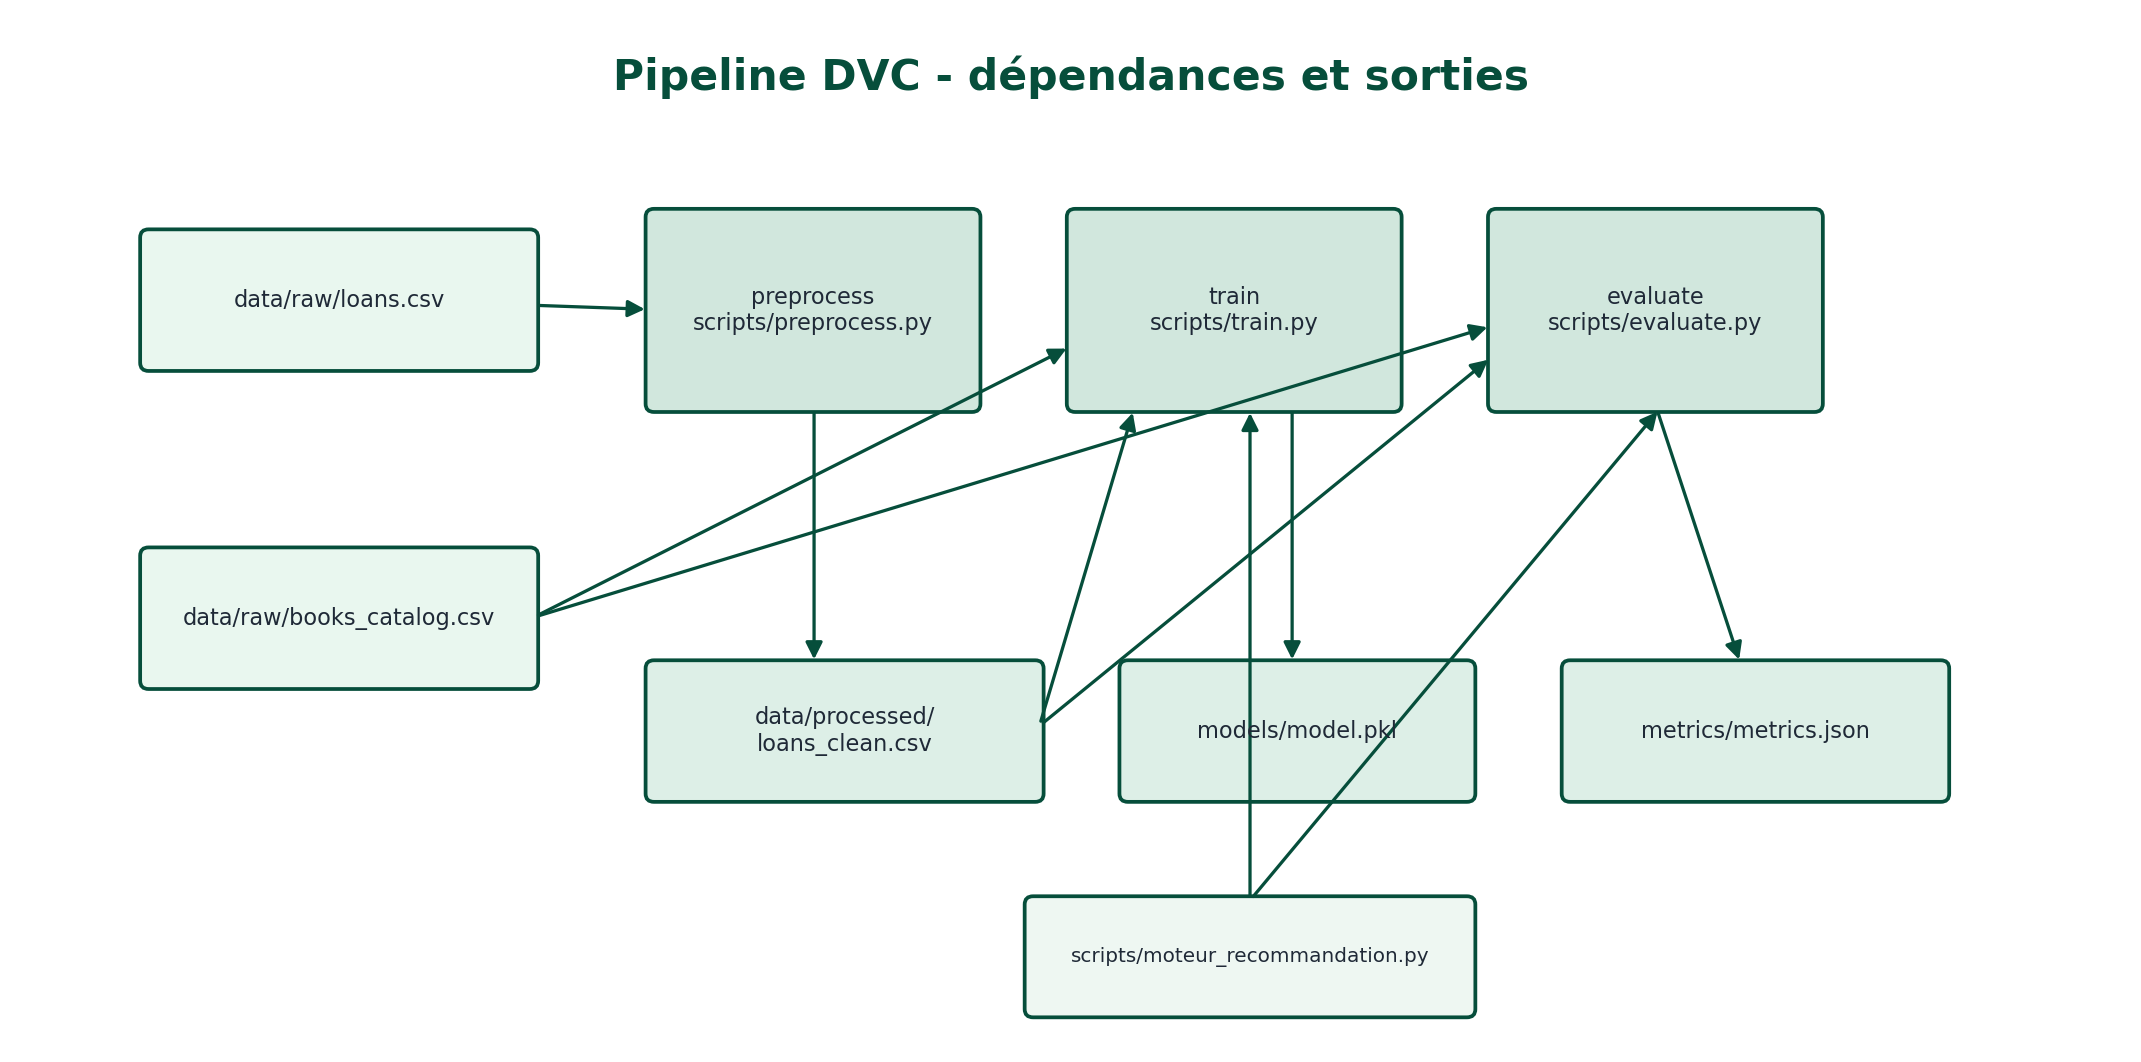 Pipeline DVC - dépendances et sorties
data/raw/loans.csv
preprocess
scripts/preprocess.py
train
scripts/train.py
evaluate
scripts/evaluate.py
data/raw/books_catalog.csv
data/processed/
loans_clean.csv
models/model.pkl
metrics/metrics.json
scripts/moteur_recommandation.py